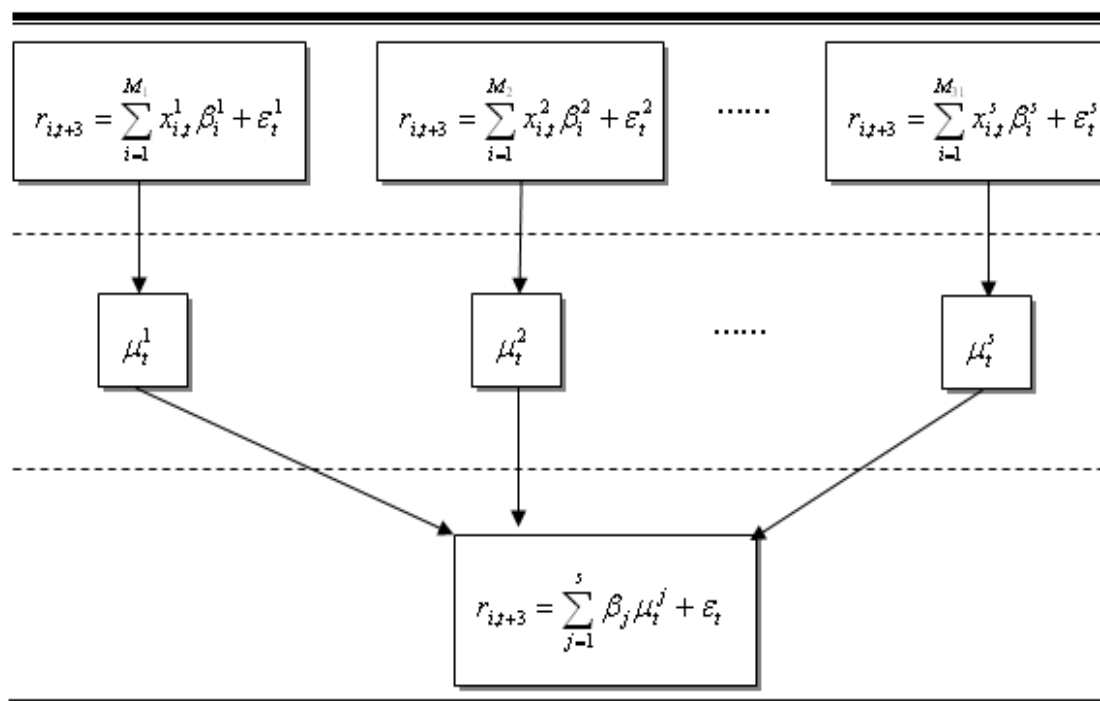 $r_{i,t+3} = \sum_{i=1}^{M_1} x_{i,t}^1 \beta_i^1 + \varepsilon_t^1$
$r_{i,t+3} = \sum_{i=1}^{M_2} x_{i,t}^2 \beta_i^2 + \varepsilon_t^2$
......
$r_{i,t+3} = \sum_{i=1}^{M_{31}} x_{i,t}^s \beta_i^s + \varepsilon_t^s$
$\mu_t^1$
$\mu_t^2$
......
$\mu_t^s$
$r_{i,t+3} = \sum_{j=1}^{s} \beta_j \mu_t^j + \varepsilon_t$